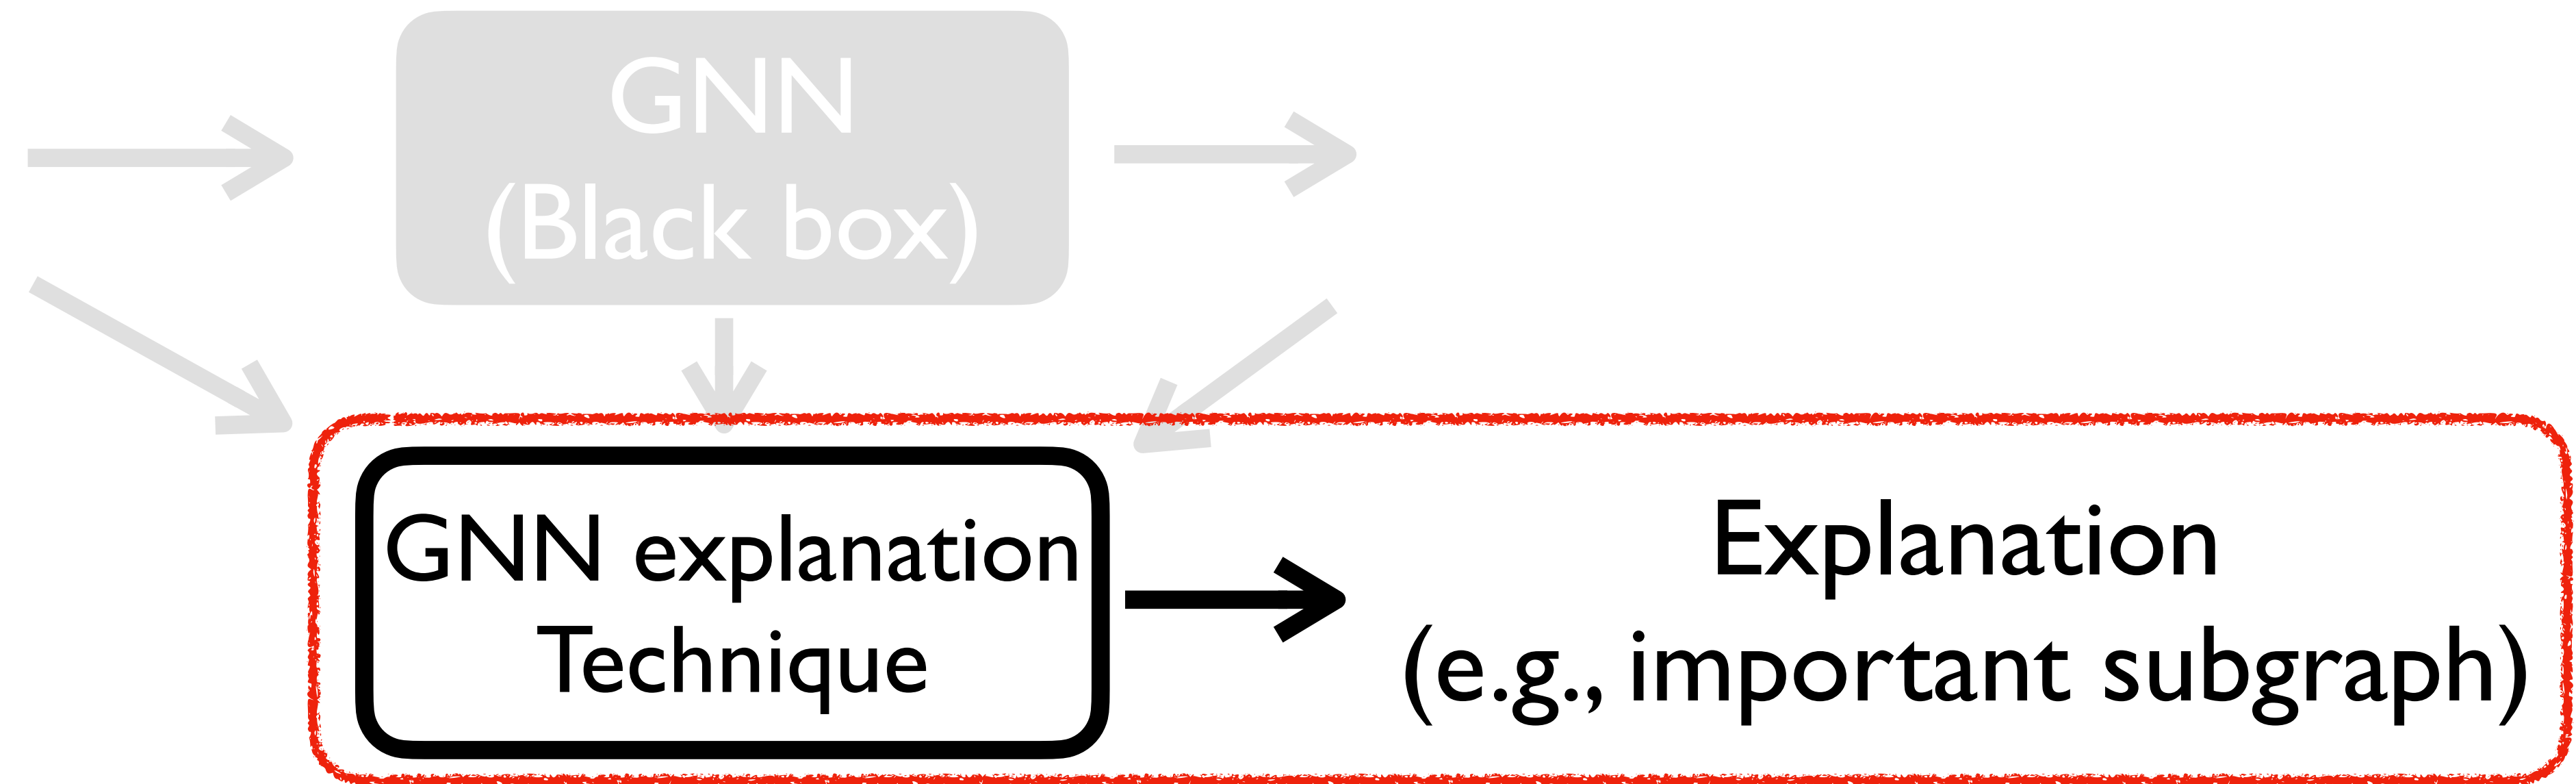 GNN
(Black box)
GNN explanation
Technique
Explanation
(e.g., important subgraph)